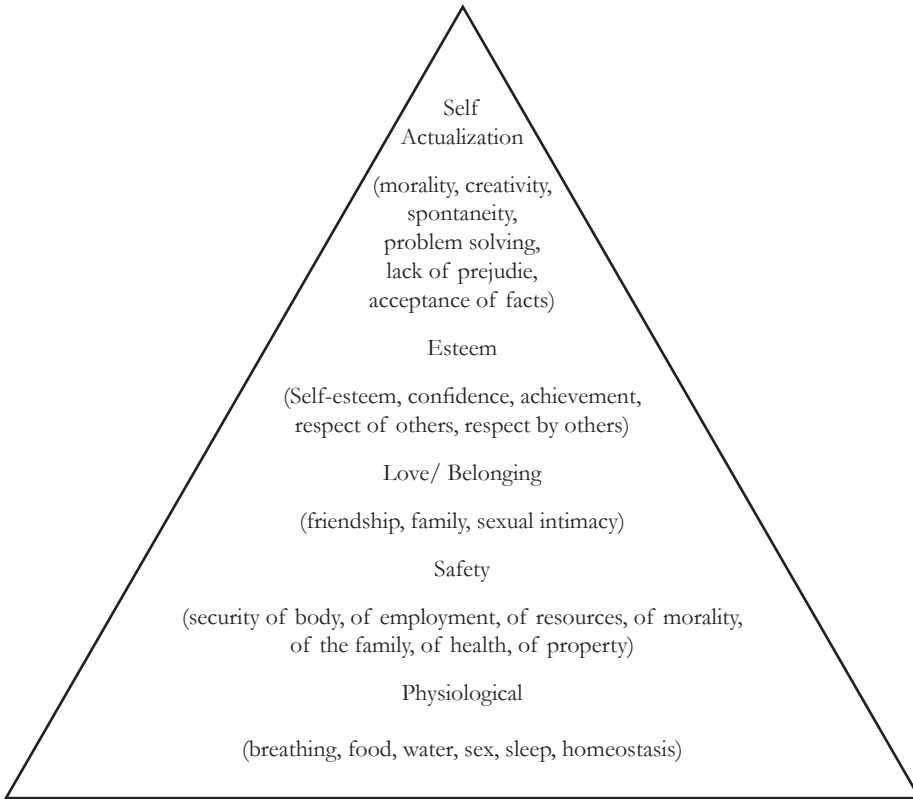 Self
Actualization
(morality, creativity,
spontaneity,
problem solving,
lack of prejudie,
acceptance of facts)
Esteem
(Self-esteem, confidence, achievement,
respect of others, respect by others)
Love/ Belonging
(friendship, family, sexual intimacy)
Safety
(security of body, of employment, of resources, of morality,
of the family, of health, of property)
Physiological
(breathing, food, water, sex, sleep, homeostasis)